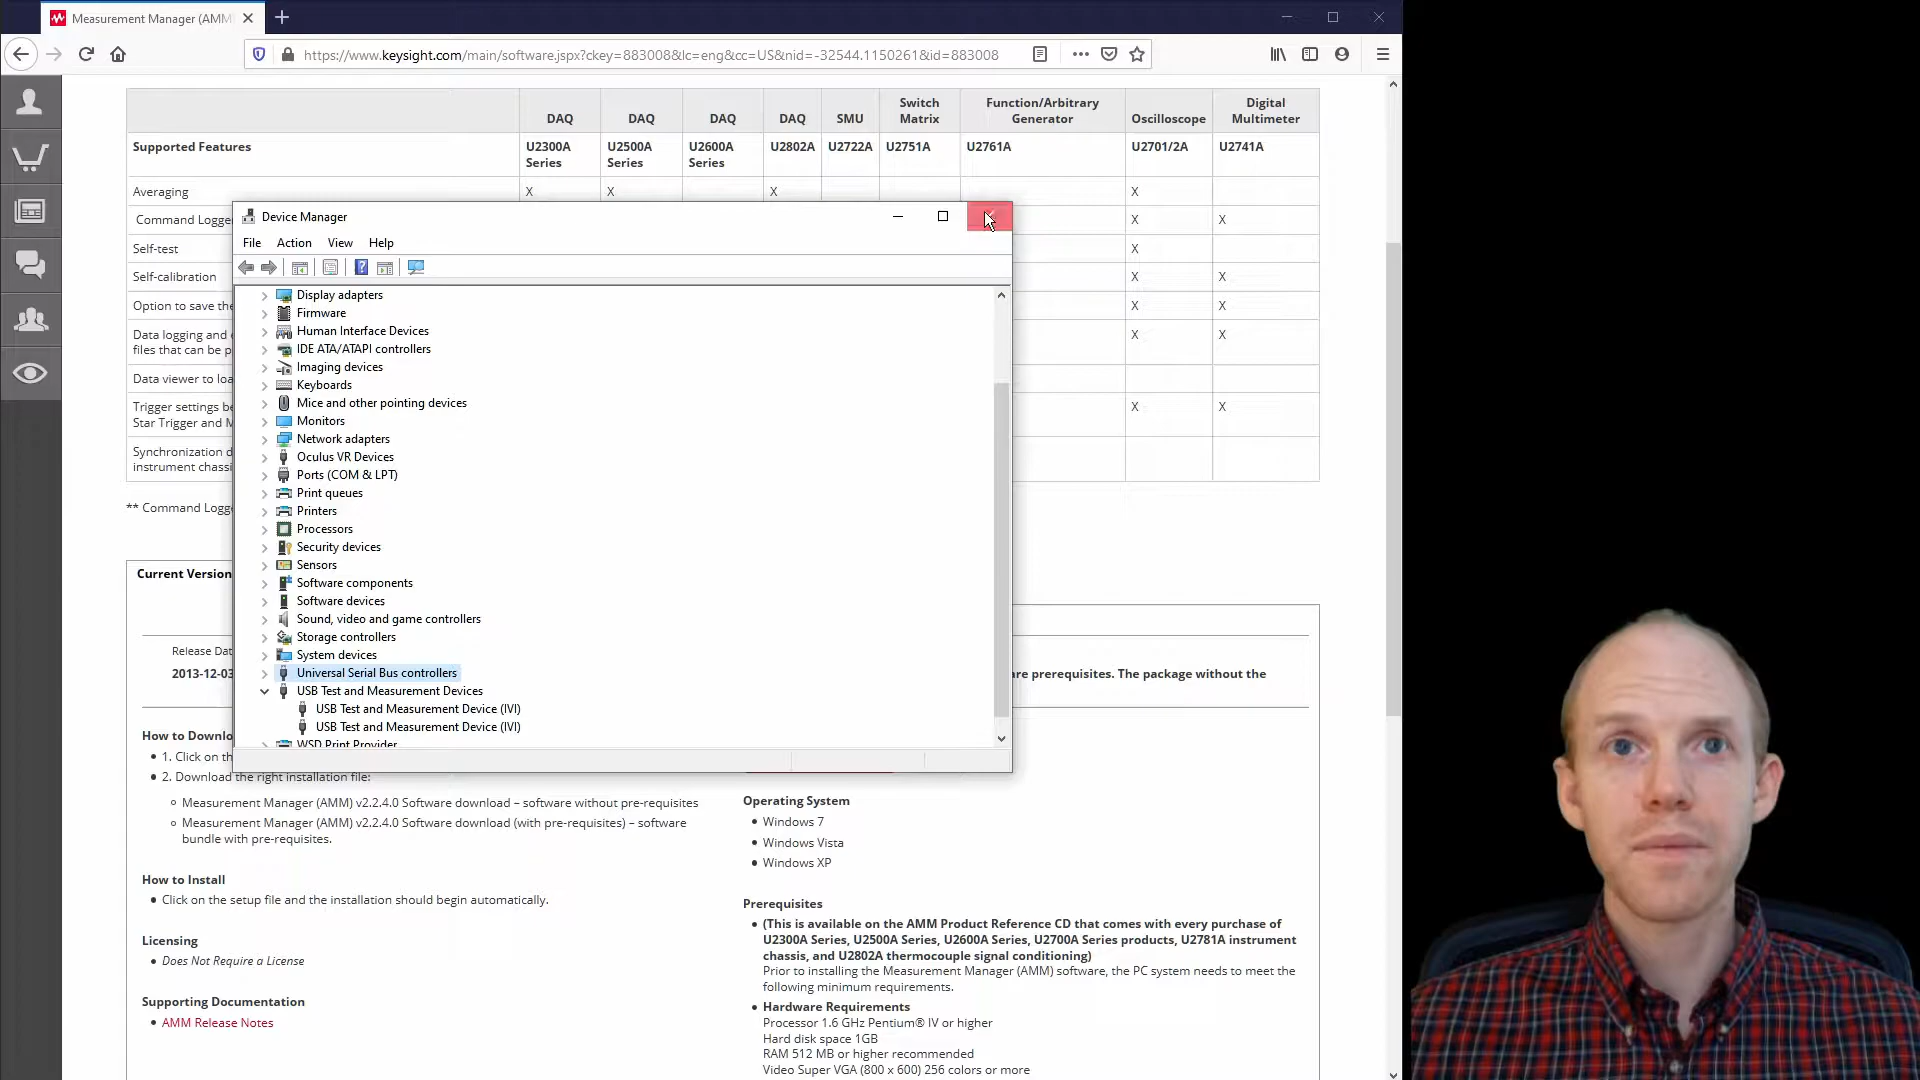 Measurement Manager (AMM
https://www.keysight.com/main/software.jspx?ckey=883008&lc=eng&cc=US&nid=-32544.1150261&id=883008
DAQ DAQ DAQ DAQ SMU Switch Matrix Function/Arbitrary Generator Oscilloscope Digital Multimeter
Supported Features U2300A Series U2500A Series U2600A Series U2802A U2722A U2751A U2761A U2701/2A U2741A
Averaging X X X X
Command Logge X X
Self-test X
Self-calibration X X
Option to save the X X
Data logging and X X
files that can be p
Data viewer to loa
Trigger settings be X X
Star Trigger and M
Synchronization d
instrument chassi
** Command Logge
Device Manager
File Action View Help
Display adapters
Firmware
Human Interface Devices
IDE ATA/ATAPI controllers
Imaging devices
Keyboards
Mice and other pointing devices
Monitors
Network adapters
Oculus VR Devices
Ports (COM & LPT)
Print queues
Printers
Processors
Security devices
Sensors
Software components
Software devices
Sound, video and game controllers
Storage controllers
System devices
Universal Serial Bus controllers
USB Test and Measurement Devices
USB Test and Measurement Device (IVI)
USB Test and Measurement Device (IVI)
WSD Print Provider
Current Version
Release Dat
2013-12-03 re prerequisites. The package without the
How to Downlo
1. Click on th
2. Download the right installation file:
Measurement Manager (AMM) v2.2.4.0 Software download – software without pre-requisites
Measurement Manager (AMM) v2.2.4.0 Software download (with pre-requisites) – software
bundle with pre-requisites.
How to Install
Click on the setup file and the installation should begin automatically.
Licensing
Does Not Require a License
Supporting Documentation
AMM Release Notes
Operating System
Windows 7
Windows Vista
Windows XP
Prerequisites
(This is available on the AMM Product Reference CD that comes with every purchase of
U2300A Series, U2500A Series, U2600A Series, U2700A Series products, U2781A instrument
chassis, and U2802A thermocouple signal conditioning)
Prior to installing the Measurement Manager (AMM) software, the PC system needs to meet the
following minimum requirements.
Hardware Requirements
Processor 1.6 GHz Pentium® IV or higher
Hard disk space 1GB
RAM 512 MB or higher recommended
Video Super VGA (800 x 600) 256 colors or more